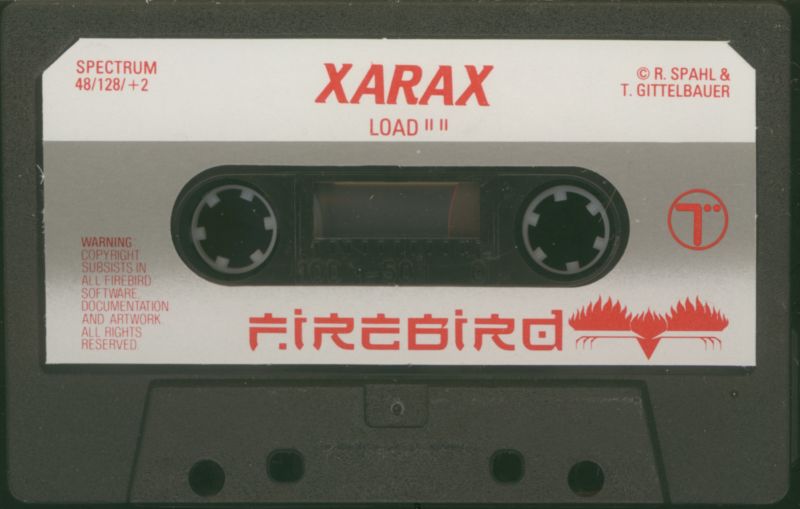 SPECTRUM
48/128/+2
XARAX
LOAD " "
© R. SPAHL &
T. GITTELBAUER
WARNING:
COPYRIGHT
SUBSISTS IN
ALL FIREBIRD
SOFTWARE,
DOCUMENTATION
AND ARTWORK.
ALL RIGHTS
RESERVED.
FIREBIRD